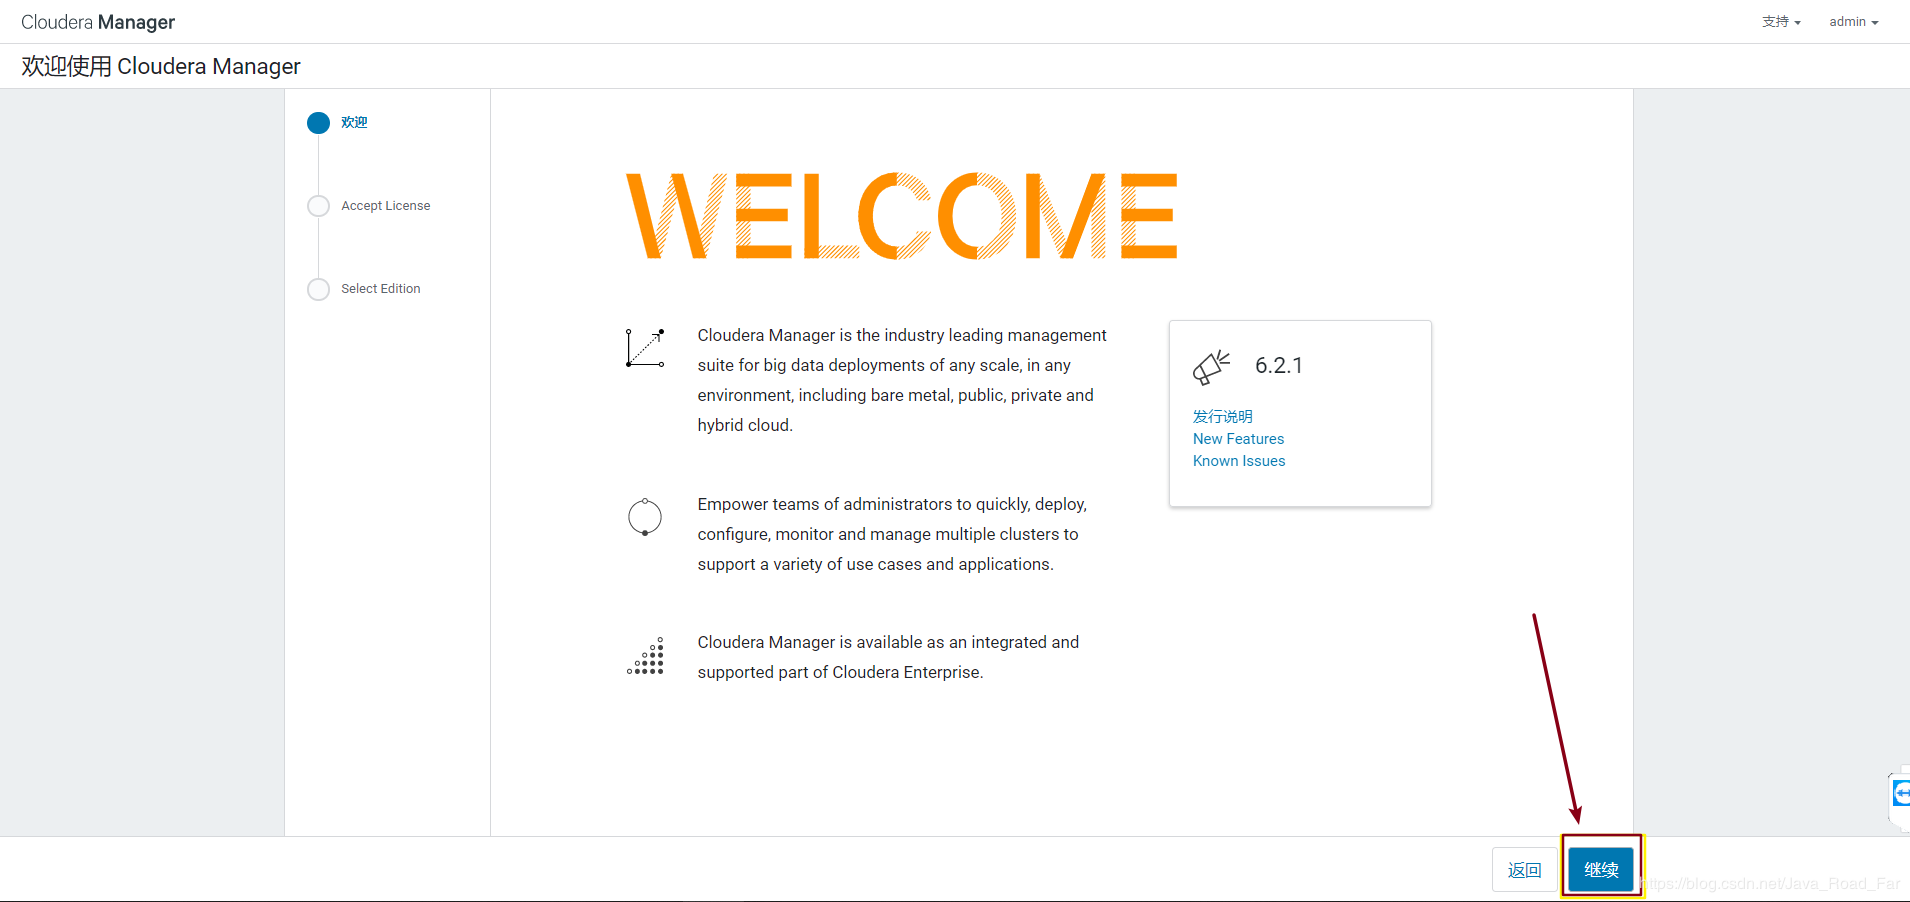 Cloudera Manager
支持
admin
欢迎使用 Cloudera Manager
欢迎
Accept License
Select Edition
WELCOME
Cloudera Manager is the industry leading management
suite for big data deployments of any scale, in any
environment, including bare metal, public, private and
hybrid cloud.
Empower teams of administrators to quickly, deploy,
configure, monitor and manage multiple clusters to
support a variety of use cases and applications.
Cloudera Manager is available as an integrated and
supported part of Cloudera Enterprise.
6.2.1
发行说明
New Features
Known Issues
返回
继续
https://blog.csdn.net/Java_Road_Far